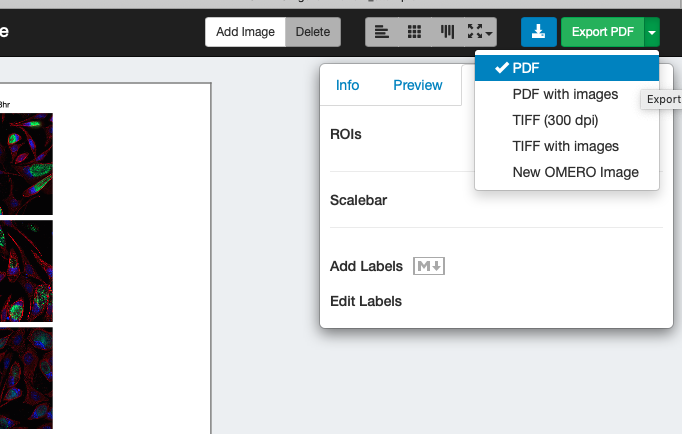 e
Add Image
Delete
Export PDF
Info
Preview
PDF
PDF with images
Export
TIFF (300 dpi)
TIFF with images
New OMERO Image
ROIs
Scalebar
Add Labels M
Edit Labels